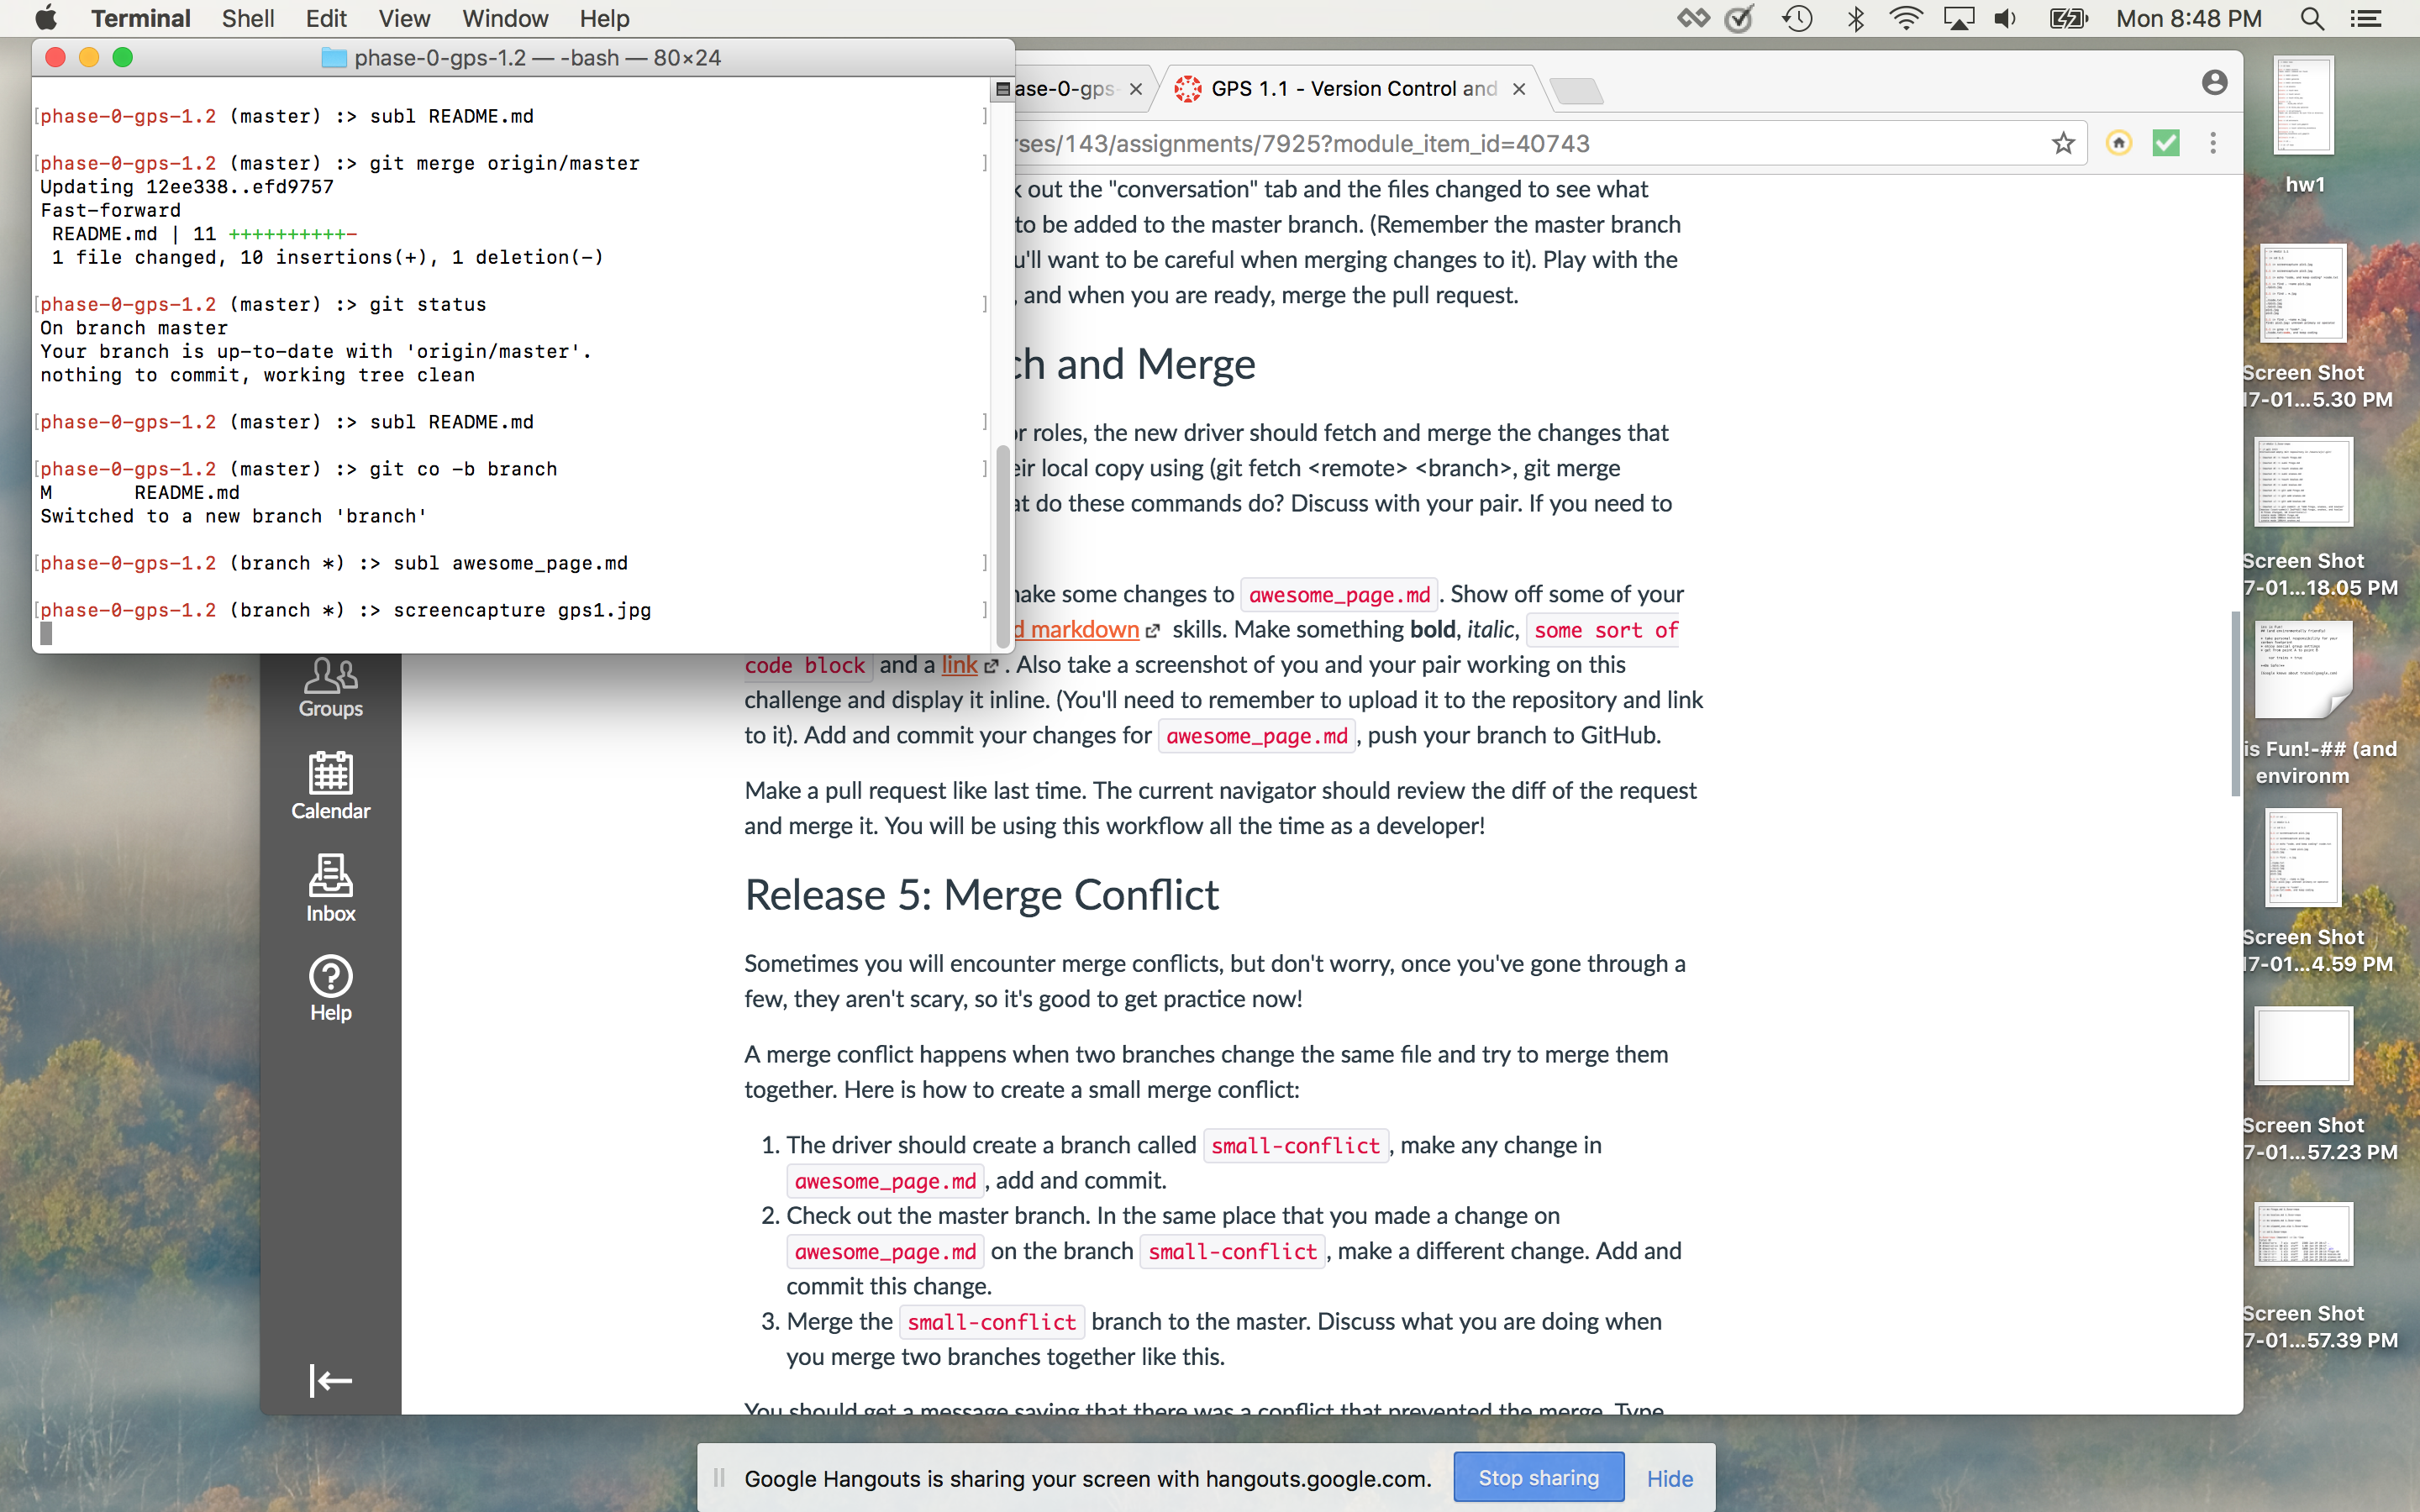 Terminal Shell Edit View Window Help
Mon 8:48 PM
phase-0-gps-1.2 — -bash — 80×24
phase-0-gps-1.2 (master) :> subl README.md
phase-0-gps-1.2 (master) :> git merge origin/master
Updating 12ee338..efd9757
Fast-forward
README.md | 11 ++++++++++-
1 file changed, 10 insertions(+), 1 deletion(-)
phase-0-gps-1.2 (master) :> git status
On branch master
Your branch is up-to-date with 'origin/master'.
nothing to commit, working tree clean
phase-0-gps-1.2 (master) :> subl README.md
phase-0-gps-1.2 (master) :> git co -b branch
M README.md
Switched to a new branch 'branch'
phase-0-gps-1.2 (branch *) :> subl awesome_page.md
phase-0-gps-1.2 (branch *) :> screencapture gps1.jpg
ase-0-gps-
GPS 1.1 - Version Control and
rses/143/assignments/7925?module_item_id=40743
k out the "conversation" tab and the files changed to see what
to be added to the master branch. (Remember the master branch
u'll want to be careful when merging changes to it). Play with the
, and when you are ready, merge the pull request.
ch and Merge
or roles, the new driver should fetch and merge the changes that
eir local copy using (git fetch <remote> <branch>, git merge
at do these commands do? Discuss with your pair. If you need to
make some changes to awesome_page.md. Show off some of your
d markdown skills. Make something bold, italic, some sort of
code block and a link. Also take a screenshot of you and your pair working on this
challenge and display it inline. (You'll need to remember to upload it to the repository and link
to it). Add and commit your changes for awesome_page.md, push your branch to GitHub.
Make a pull request like last time. The current navigator should review the diff of the request
and merge it. You will be using this workflow all the time as a developer!
Release 5: Merge Conflict
Sometimes you will encounter merge conflicts, but don't worry, once you've gone through a
few, they aren't scary, so it's good to get practice now!
A merge conflict happens when two branches change the same file and try to merge them
together. Here is how to create a small merge conflict:
1. The driver should create a branch called small-conflict, make any change in
awesome_page.md, add and commit.
2. Check out the master branch. In the same place that you made a change on
awesome_page.md on the branch small-conflict, make a different change. Add and
commit this change.
3. Merge the small-conflict branch to the master. Discuss what you are doing when
you merge two branches together like this.
You should get a message saying that there was a conflict that prevented the merge. Type
Groups
Calendar
Inbox
Help
Google Hangouts is sharing your screen with hangouts.google.com.
Stop sharing
Hide
hw1
Screen Shot
17-01...5.30 PM
Screen Shot
7-01...18.05 PM
is Fun!-## (and
environm
Screen Shot
17-01...4.59 PM
Screen Shot
7-01...57.23 PM
Screen Shot
7-01...57.39 PM